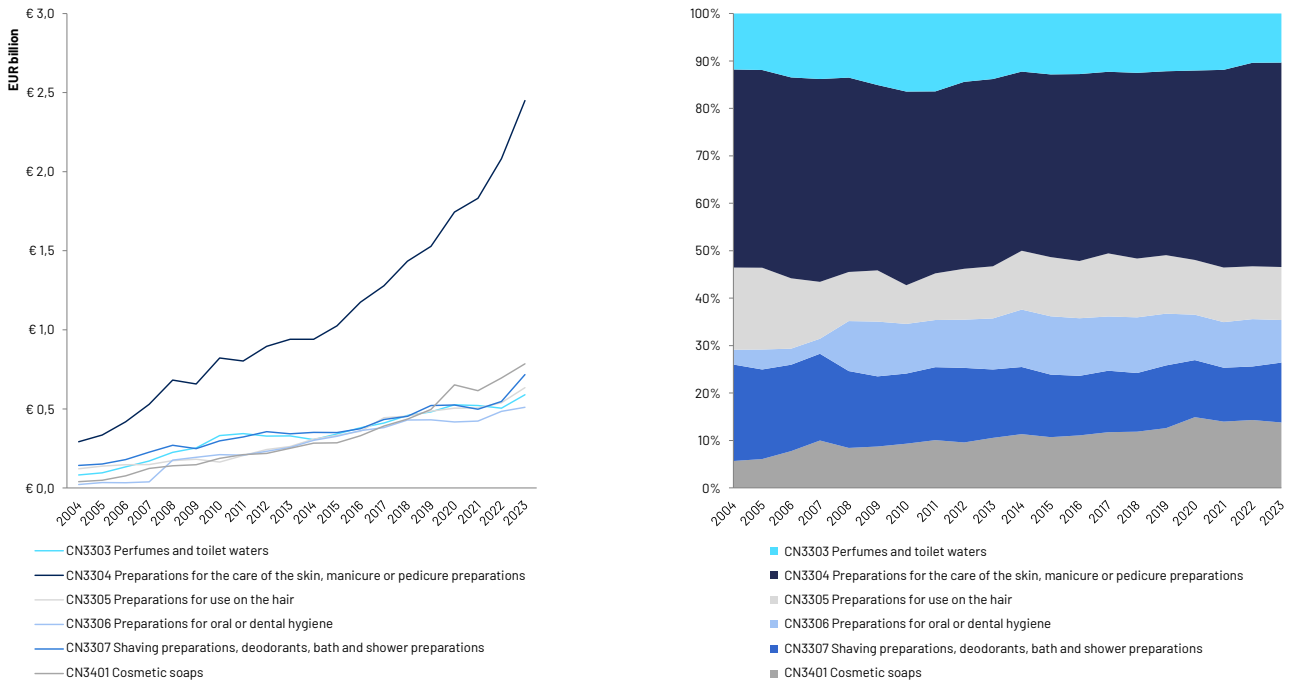 EUR billion
€ 3,0
€ 2,5
€ 2,0
€ 1,5
€ 1,0
€ 0,5
€ 0,0
2004 2005 2006 2007 2008 2009 2010 2011 2012 2013 2014 2015 2016 2017 2018 2019 2020 2021 2022 2023
CN3303 Perfumes and toilet waters
CN3304 Preparations for the care of the skin, manicure or pedicure preparations
CN3305 Preparations for use on the hair
CN3306 Preparations for oral or dental hygiene
CN3307 Shaving preparations, deodorants, bath and shower preparations
CN3401 Cosmetic soaps
100%
90%
80%
70%
60%
50%
40%
30%
20%
10%
0%
2004 2005 2006 2007 2008 2009 2010 2011 2012 2013 2014 2015 2016 2017 2018 2019 2020 2021 2022 2023
CN3303 Perfumes and toilet waters
CN3304 Preparations for the care of the skin, manicure or pedicure preparations
CN3305 Preparations for use on the hair
CN3306 Preparations for oral or dental hygiene
CN3307 Shaving preparations, deodorants, bath and shower preparations
CN3401 Cosmetic soaps